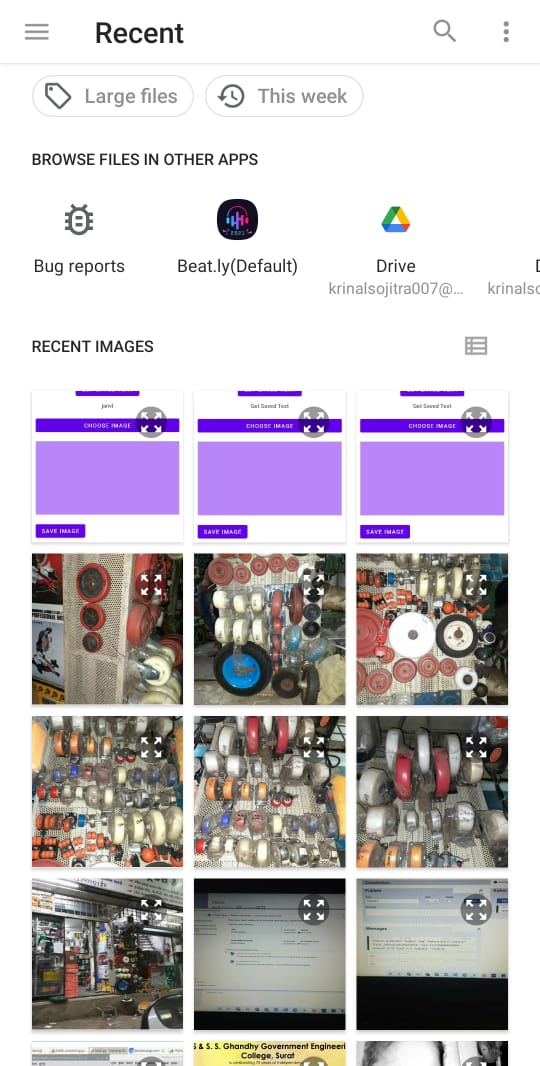 Recent
Large files
This week
BROWSE FILES IN OTHER APPS
Bug reports
Beat.ly(Default)
Drive
krinalsojitra007@...
krinalso
RECENT IMAGES
janvi
CHOOSE IMAGE
SAVE IMAGE
Get Saved Text
CHOOSE IMAGE
SAVE IMAGE
Get Saved Text
CHOOSE IMAGE
SAVE IMAGE
Messages
& S. S. Ghandhy Government Engineeri
College, Surat